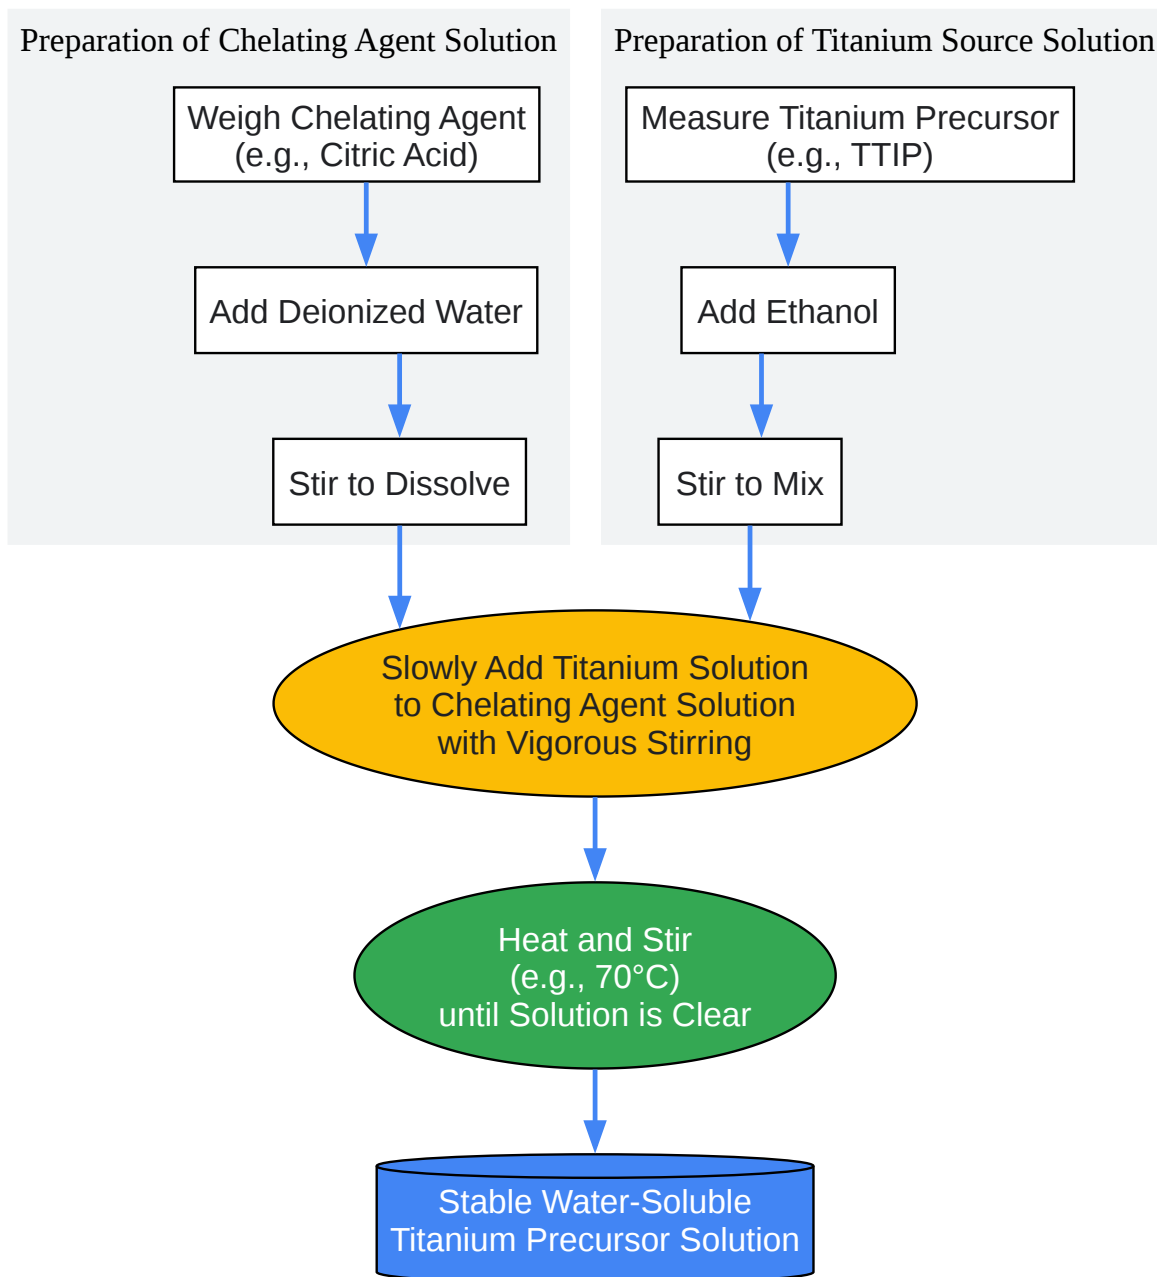 Preparation of Chelating Agent Solution
Weigh Chelating Agent
(e.g., Citric Acid)
Add Deionized Water
Stir to Dissolve
Preparation of Titanium Source Solution
Measure Titanium Precursor
(e.g., TTIP)
Add Ethanol
Stir to Mix
Slowly Add Titanium Solution
to Chelating Agent Solution
with Vigorous Stirring
Heat and Stir
(e.g., 70°C)
until Solution is Clear
Stable Water-Soluble
Titanium Precursor Solution